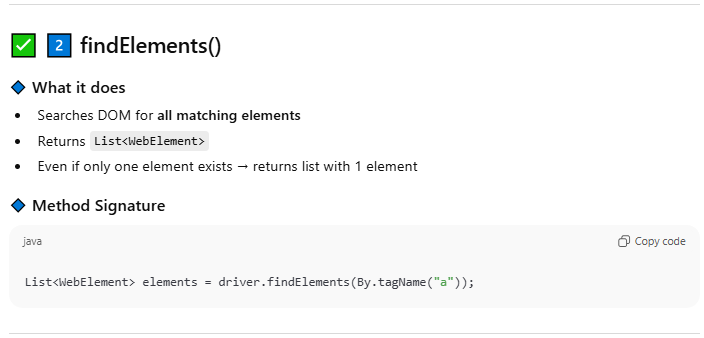 ✅ 2️⃣ findElements()
🔷 What it does
• Searches DOM for all matching elements
• Returns List<WebElement>
• Even if only one element exists → returns list with 1 element
🔷 Method Signature
java Copy code
List<WebElement> elements = driver.findElements(By.tagName("a"));